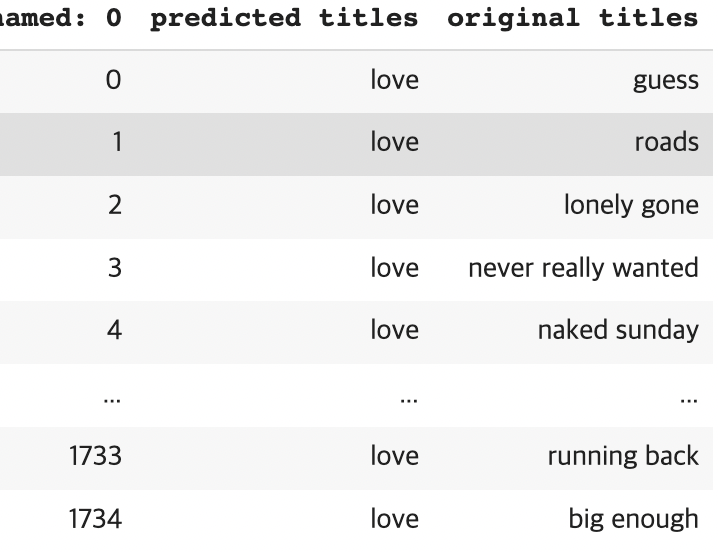 named: 0 predicted titles original titles
0 love guess
1 love roads
2 love lonely gone
3 love never really wanted
4 love naked sunday
... ... ...
1733 love running back
1734 love big enough